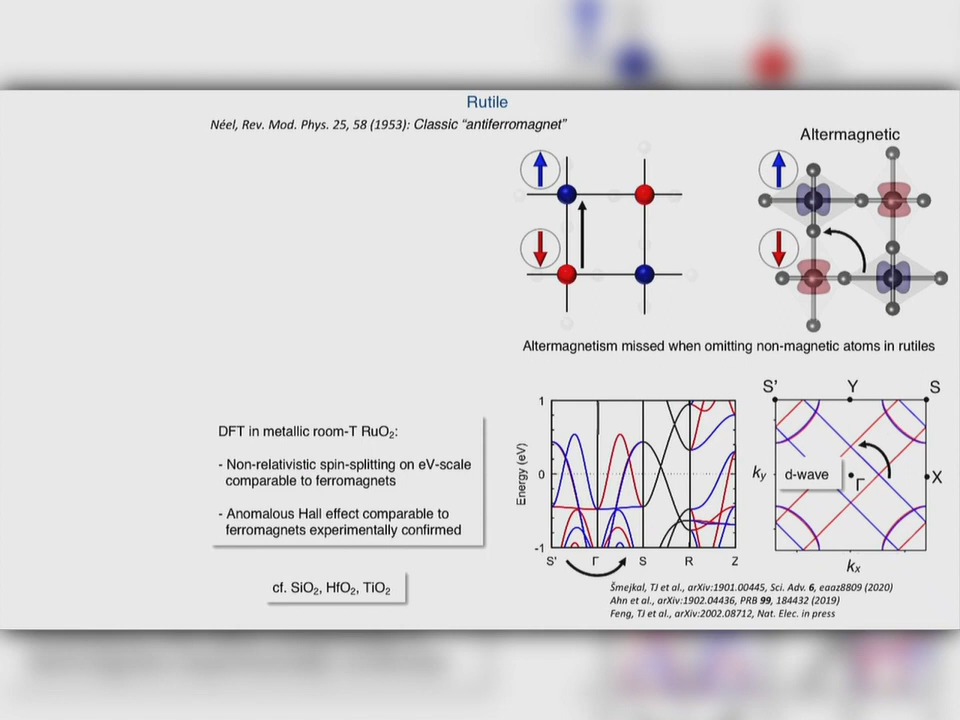 Rutile
Néel, Rev. Mod. Phys. 25, 58 (1953): Classic “antiferromagnet”
Altermagnetic
Altermagnetism missed when omitting non-magnetic atoms in rutiles
DFT in metallic room-T RuO₂:
- Non-relativistic spin-splitting on eV-scale
comparable to ferromagnets
- Anomalous Hall effect comparable to
ferromagnets experimentally confirmed
cf. SiO₂, HfO₂, TiO₂
Energy (eV)
1
0
-1
S' Γ S R Z
S' Y S
k_y d-wave Γ X
k_x
Šmejkal, TJ et al., arXiv:1901.00445, Sci. Adv. 6, eaaz8809 (2020)
Ahn et al., arXiv:1902.04436, PRB 99, 184432 (2019)
Feng, TJ et al., arXiv:2002.08712, Nat. Elec. in press